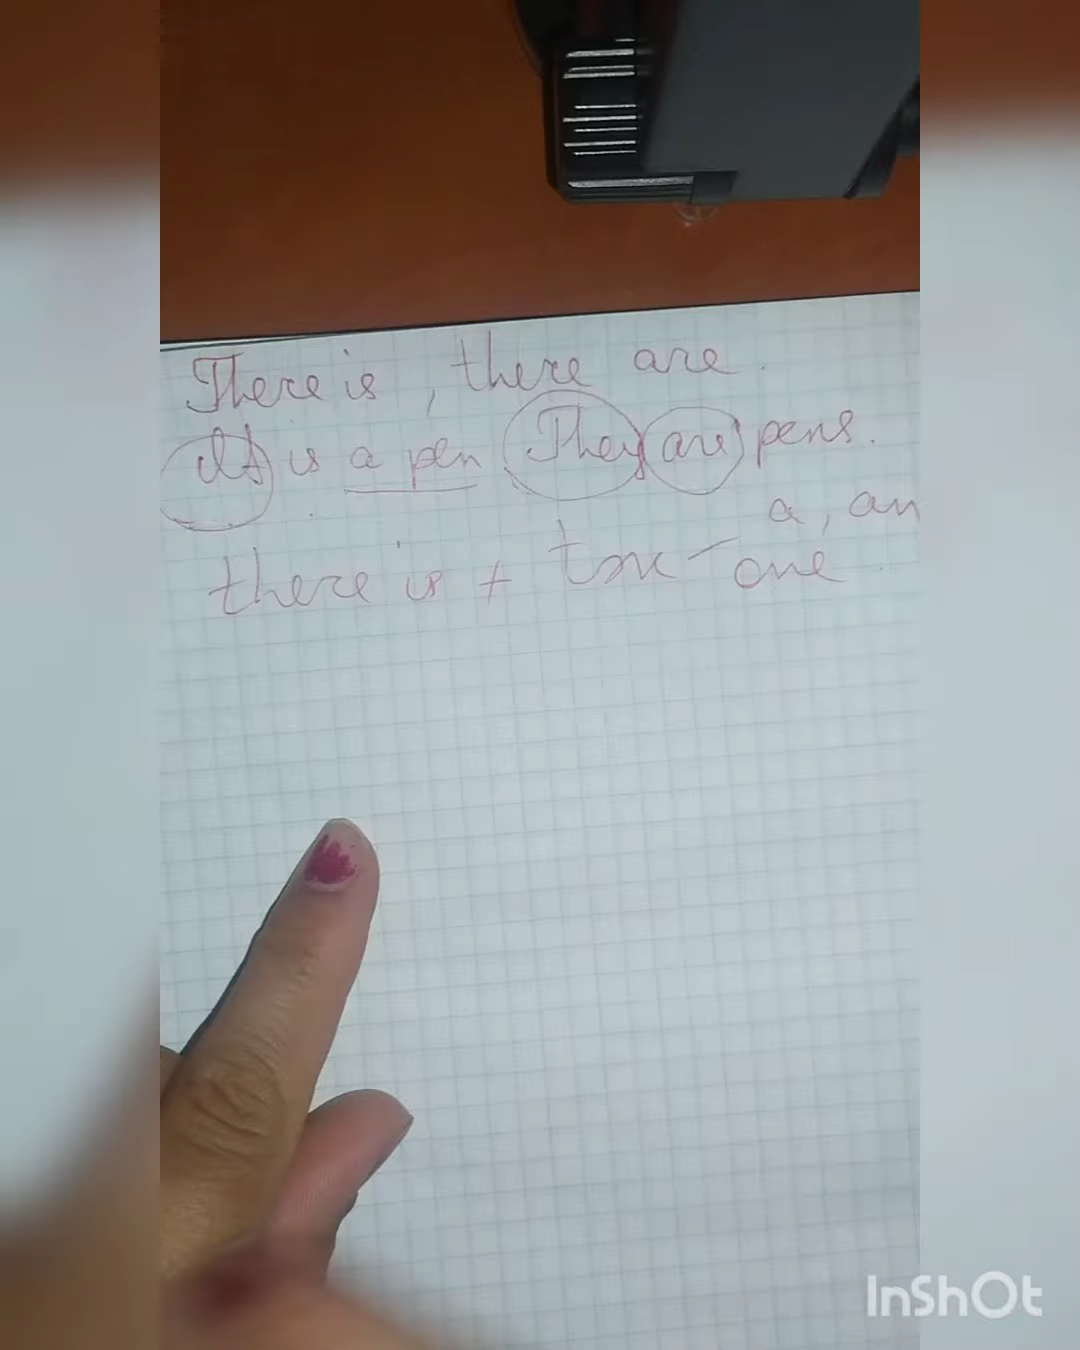 There is, there are.
It is a pen They are pens.
a, an
there is + one.
InShOt